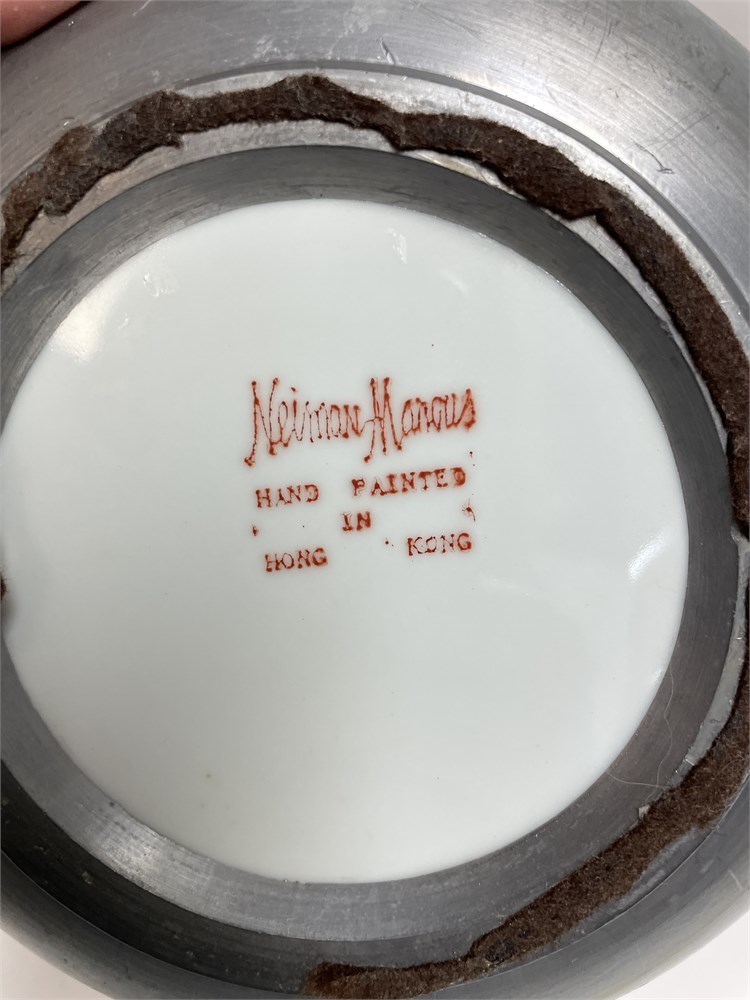 Neiman-Marcus
HAND PAINTED
IN
HONG KONG